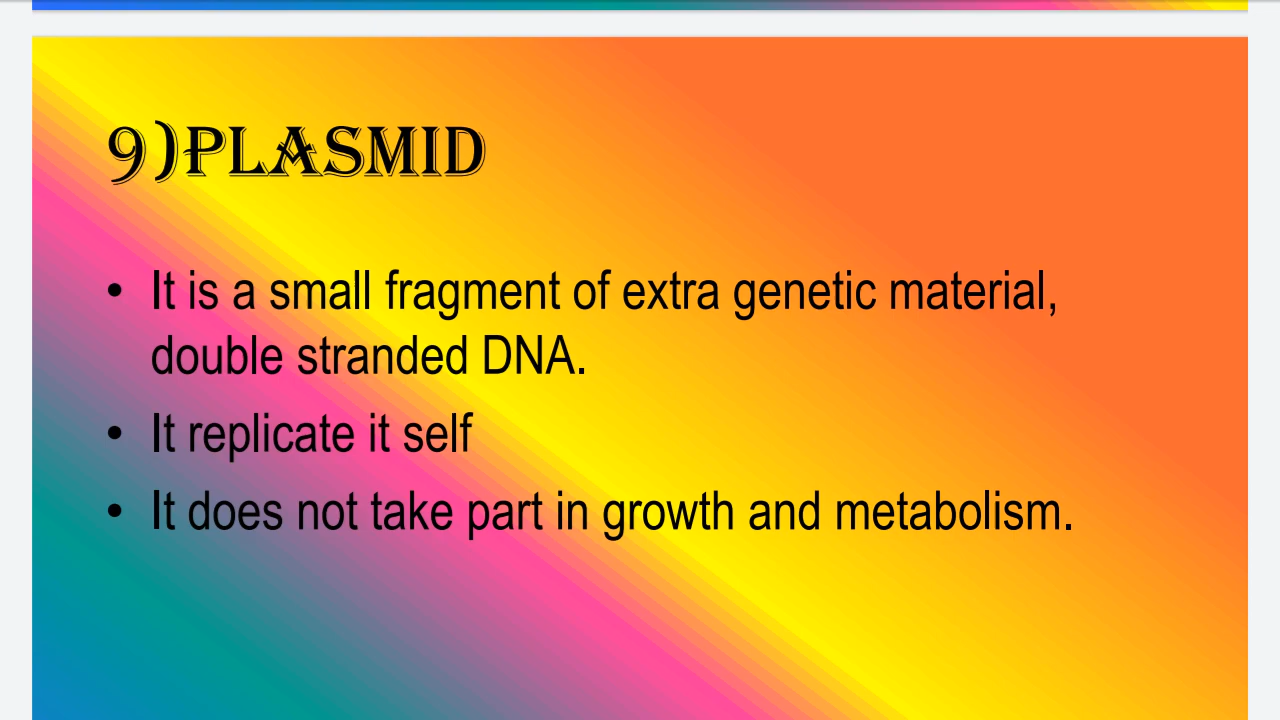 9)PLASMID
• It is a small fragment of extra genetic material,
double stranded DNA.
• It replicate it self
• It does not take part in growth and metabolism.